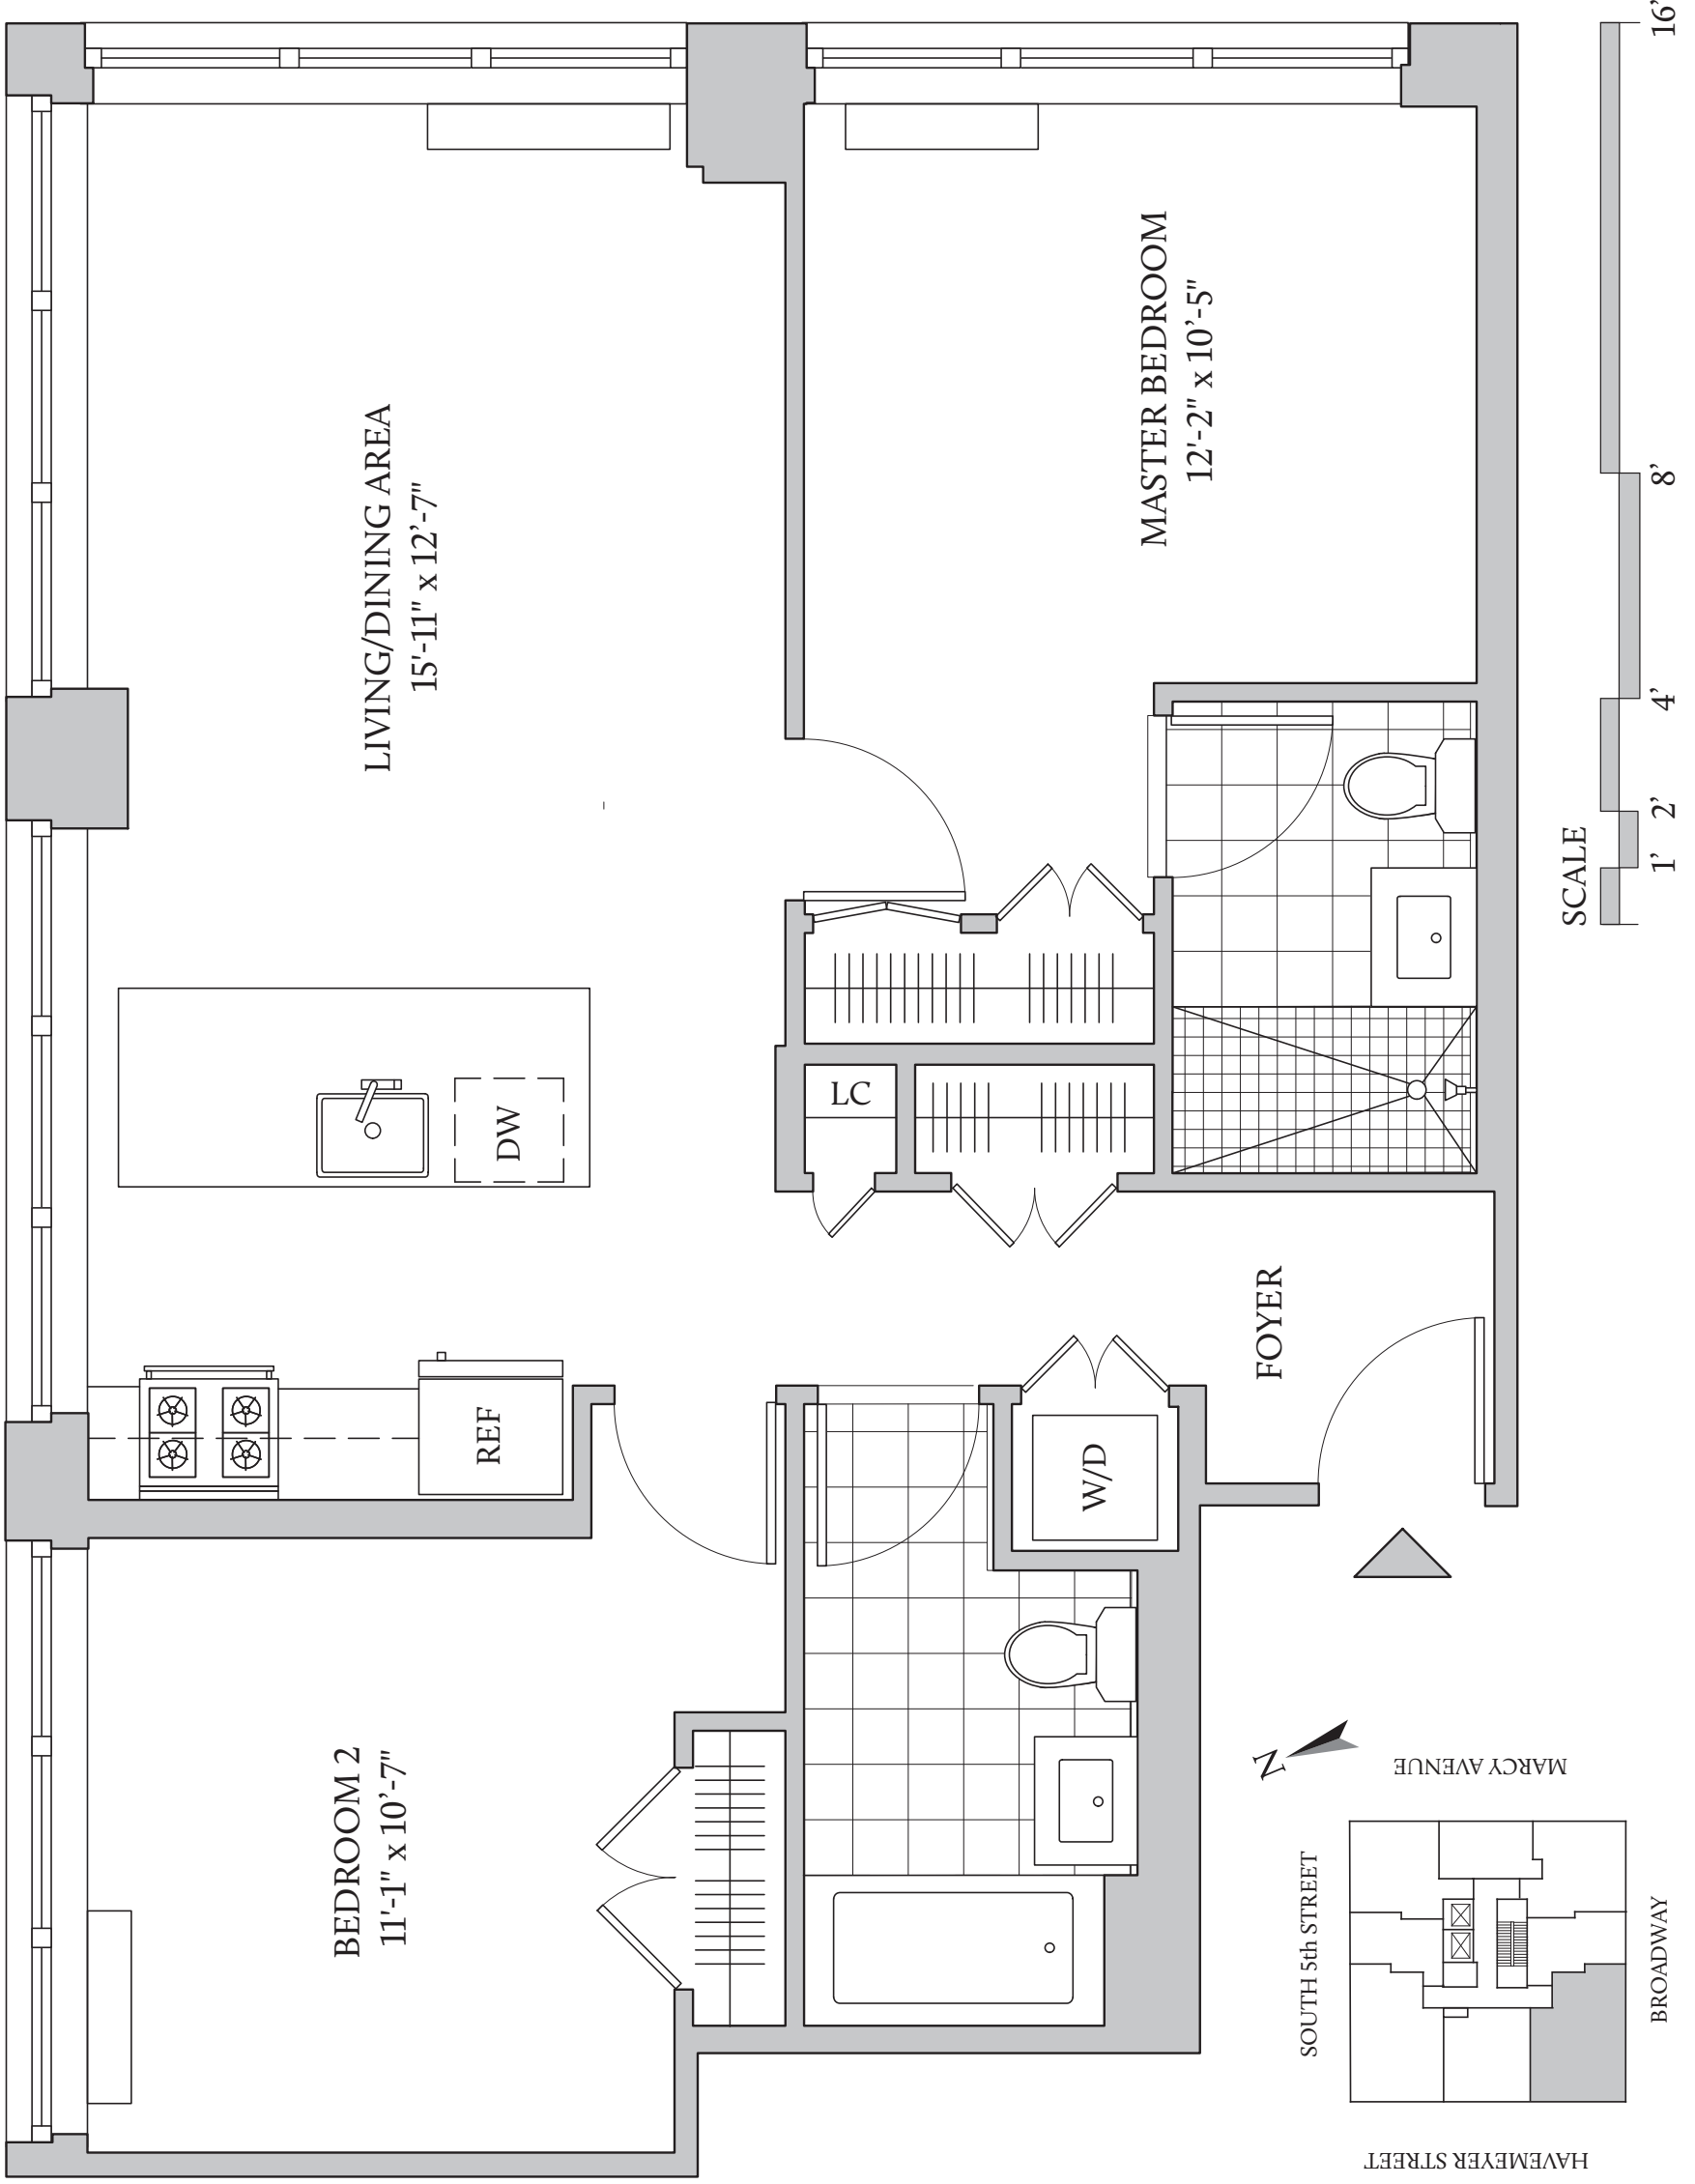 LIVING/DINING AREA
15'-11" x 12'-7"
MASTER BEDROOM
12'-2" x 10'-5"
DW
LC
REF
W/D
FOYER
BEDROOM 2
11'-1" x 10'-7"
SCALE
1' 2' 4' 8' 16'
N
MARCY AVENUE
SOUTH 5th STREET
BROADWAY
HAVEMEYER STREET